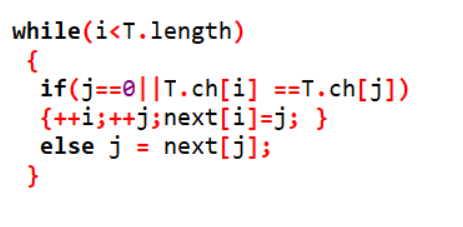 while(i<T.length)
{
if(j==0||T.ch[i] ==T.ch[j])
{++i;++j;next[i]=j; }
else j = next[j];
}